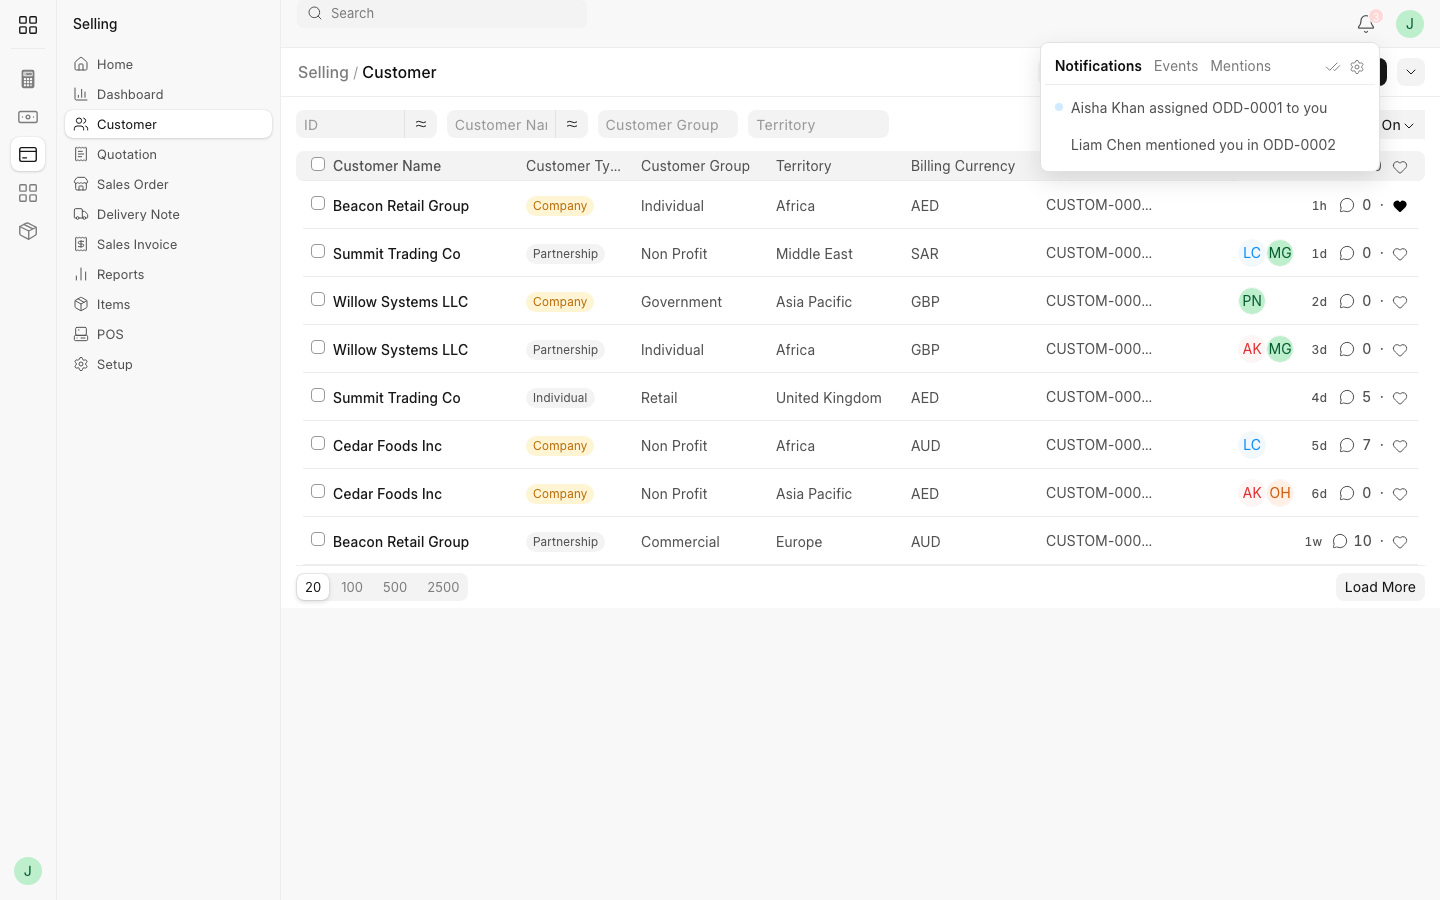 Selling
Search
J
Home
Dashboard
Customer
Quotation
Sales Order
Delivery Note
Sales Invoice
Reports
Items
POS
Setup
J
Selling / Customer
Notifications Events Mentions
Aisha Khan assigned ODD-0001 to you
Liam Chen mentioned you in ODD-0002
ID ≈ Customer Nar ≈ Customer Group Territory On
Customer Name Customer Ty... Customer Group Territory Billing Currency
Beacon Retail Group Company Individual Africa AED CUSTOM-000... 1h 0 ·
Summit Trading Co Partnership Non Profit Middle East SAR CUSTOM-000... LC MG 1d 0 ·
Willow Systems LLC Company Government Asia Pacific GBP CUSTOM-000... PN 2d 0 ·
Willow Systems LLC Partnership Individual Africa GBP CUSTOM-000... AK MG 3d 0 ·
Summit Trading Co Individual Retail United Kingdom AED CUSTOM-000... 4d 5 ·
Cedar Foods Inc Company Non Profit Africa AUD CUSTOM-000... LC 5d 7 ·
Cedar Foods Inc Company Non Profit Asia Pacific AED CUSTOM-000... AK OH 6d 0 ·
Beacon Retail Group Partnership Commercial Europe AUD CUSTOM-000... 1w 10 ·
20 100 500 2500 Load More